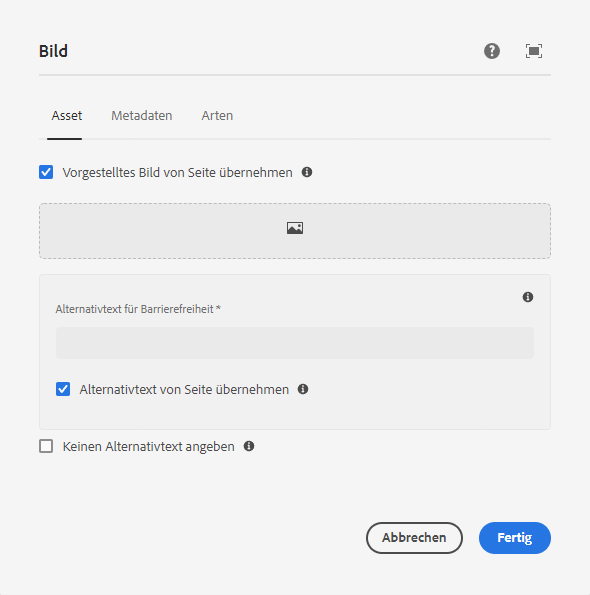 Bild
Asset Metadaten Arten
Vorgestelltes Bild von Seite übernehmen
Alternativtext für Barrierefreiheit *
Alternativtext von Seite übernehmen
Keinen Alternativtext angeben
Abbrechen Fertig